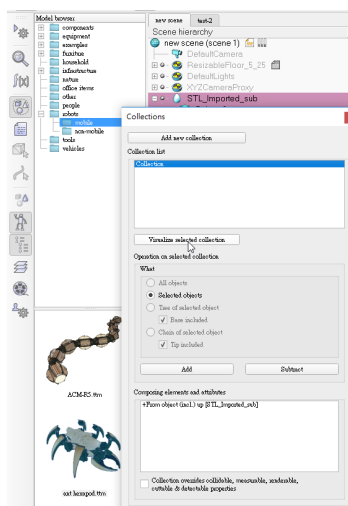 Model browser
components
equipment
examples
furniture
household
infrastructure
nature
office items
other
people
robots
mobile
non-mobile
tools
vehicles
ACM-R5.ttm
ant hexapod.ttm
new scene
test-2
Scene hierarchy
new scene (scene 1)
DefaultCamera
ResizableFloor_5_25
DefaultLights
XYZCameraProxy
STL_Imported_sub
Collections
Add new collection
Collection list
Collection
Visualize selected collection
Operation on selected collection
What
All objects
Selected objects
Tree of selected object
Base included
Chain of selected object
Tip included
Add
Subtract
Composing elements and attributes
+From object (incl.) up [STL_Imported_sub]
Collection overrides collidable, measurable, renderable,
cuttable & detectable properties